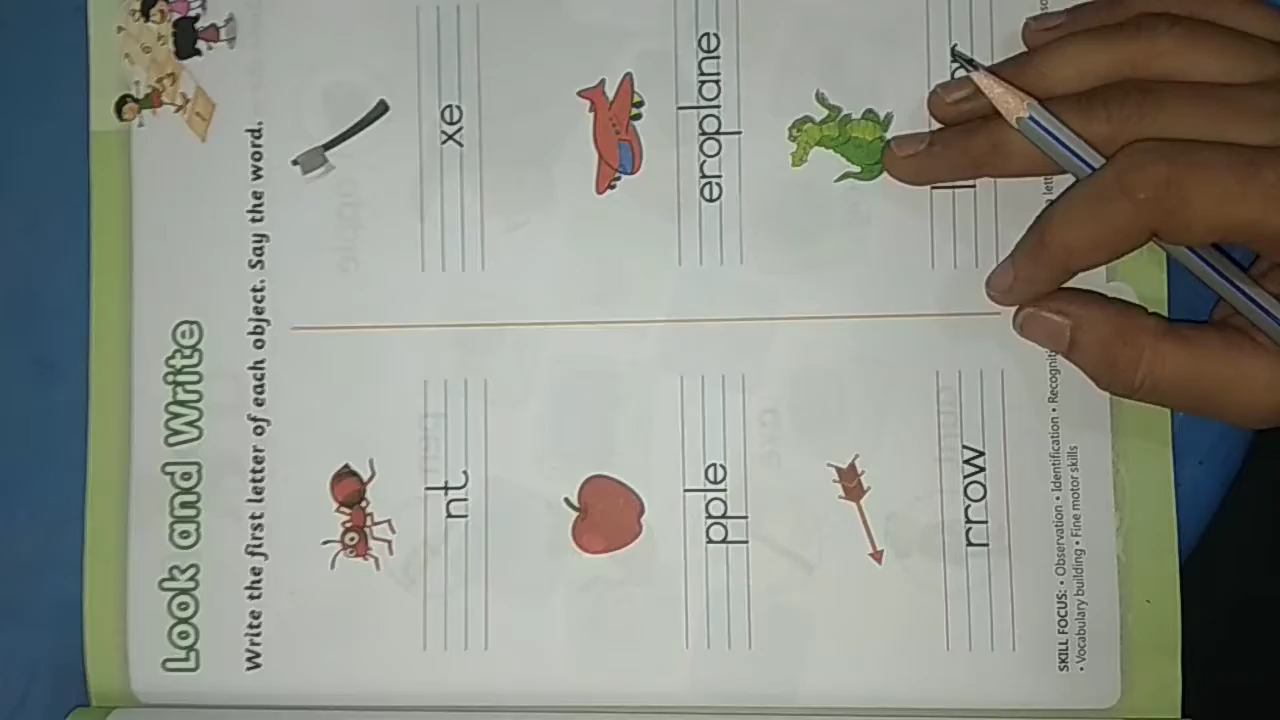 Look and Write
Write the first letter of each object. Say the word.
nt
xe
pple
eroplane
rrow
SKILL FOCUS: • Observation • Identification •
• Vocabulary building • Fine motor skills